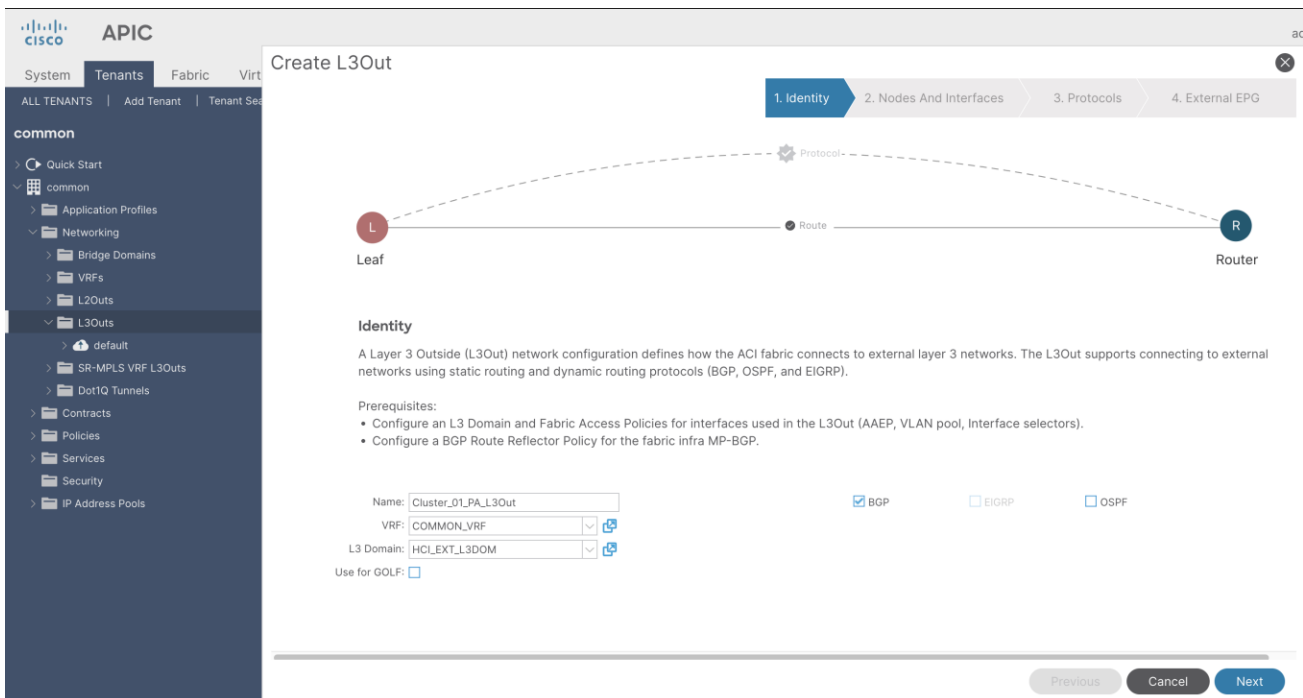 CISCO
APIC
ac
System Tenants Fabric Virt
ALL TENANTS | Add Tenant | Tenant Sea
common
Quick Start
common
Application Profiles
Networking
Bridge Domains
VRFs
L2Outs
L3Outs
default
SR-MPLS VRF L3Outs
Dot1Q Tunnels
Contracts
Policies
Services
Security
IP Address Pools
Create L3Out
1. Identity 2. Nodes And Interfaces 3. Protocols 4. External EPG
Protocol
L Route R
Leaf Router
Identity
A Layer 3 Outside (L3Out) network configuration defines how the ACI fabric connects to external layer 3 networks. The L3Out supports connecting to external
networks using static routing and dynamic routing protocols (BGP, OSPF, and EIGRP).
Prerequisites:
• Configure an L3 Domain and Fabric Access Policies for interfaces used in the L3Out (AAEP, VLAN pool, Interface selectors).
• Configure a BGP Route Reflector Policy for the fabric infra MP-BGP.
Name: Cluster_01_PA_L3Out BGP EIGRP OSPF
VRF: COMMON_VRF
L3 Domain: HCI_EXT_L3DOM
Use for GOLF:
Previous Cancel Next